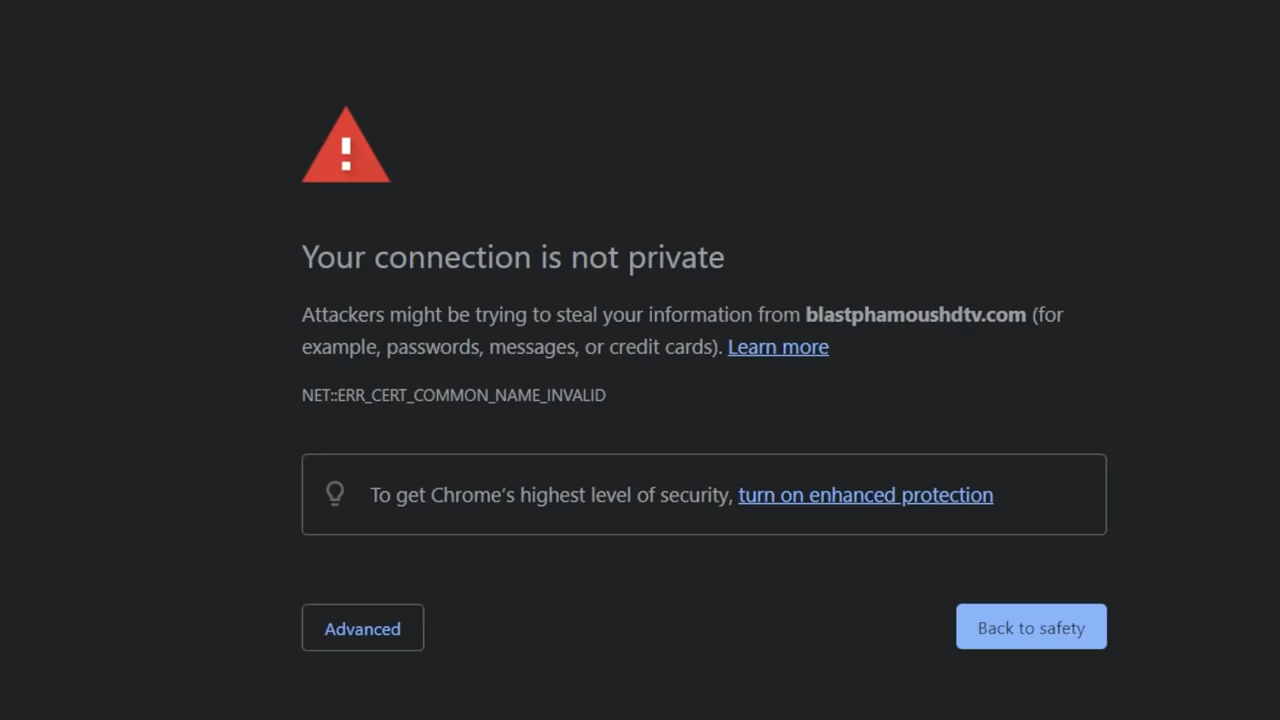 Your connection is not private
Attackers might be trying to steal your information from blastphamoushdtv.com (for
example, passwords, messages, or credit cards). Learn more
NET::ERR_CERT_COMMON_NAME_INVALID
To get Chrome's highest level of security, turn on enhanced protection
Advanced
Back to safety